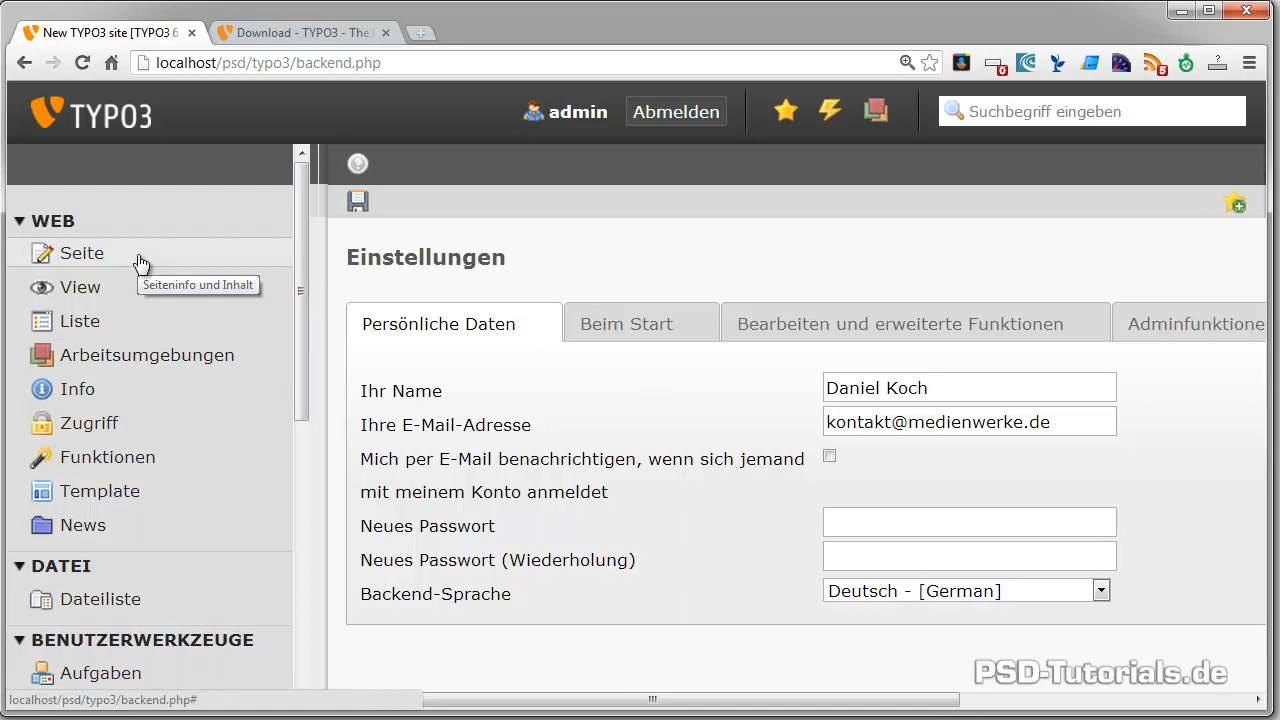 New TYPO3 site [TYPO3 6
Download - TYPO3 - The
localhost/psd/typo3/backend.php
0
5
?
TYPO3
admin
Abmelden
Suchbegriff eingeben
WEB
Seite
Seiteninfo und Inhalt
View
Liste
Arbeitsumgebungen
Info
Zugriff
Funktionen
Template
News
DATEI
Dateiliste
BENUTZERWERKZEUGE
Aufgaben
localhost/psd/typo3/backend.php#
Einstellungen
Persönliche Daten
Beim Start
Bearbeiten und erweiterte Funktionen
Adminfunktione
Ihr Name
Daniel Koch
Ihre E-Mail-Adresse
kontakt@medienwerke.de
Mich per E-Mail benachrichtigen, wenn sich jemand
mit meinem Konto anmeldet
Neues Passwort
Neues Passwort (Wiederholung)
Backend-Sprache
Deutsch - [German]
PSD-Tutorials.de